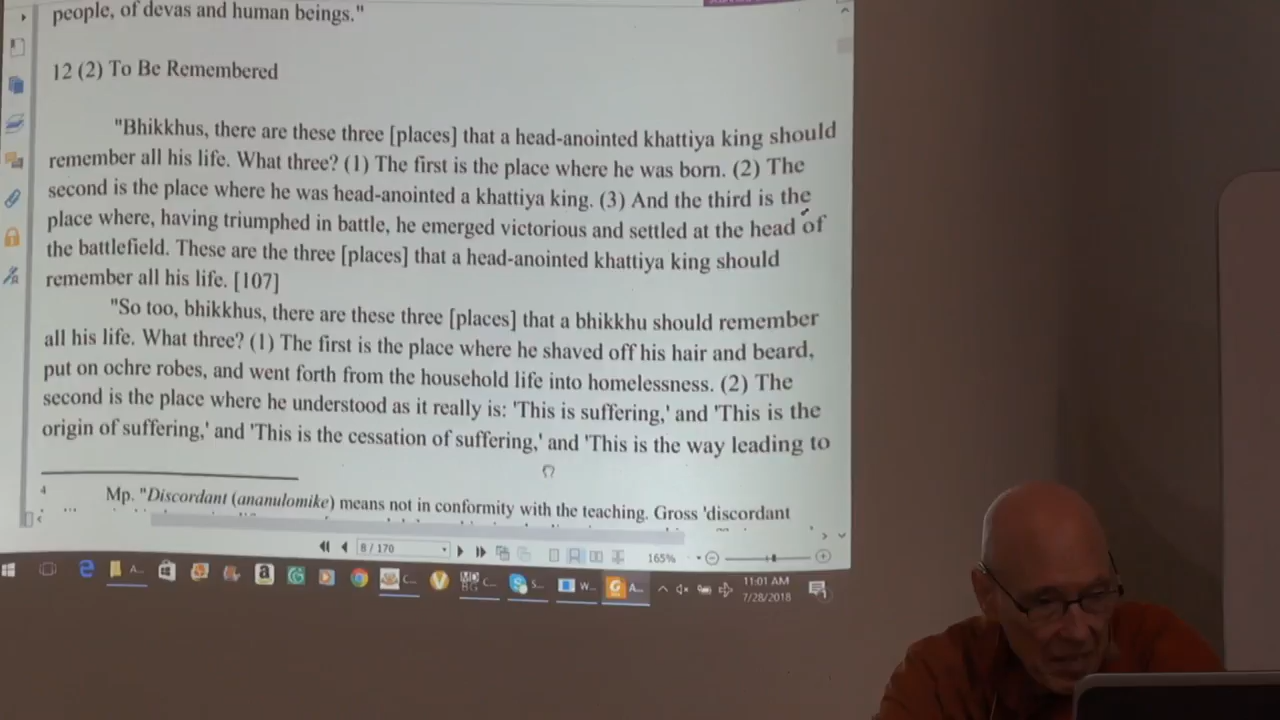 people, of devas and human beings."
12 (2) To Be Remembered
"Bhikkhus, there are these three [places] that a head-anointed khattiya king should
remember all his life. What three? (1) The first is the place where he was born. (2) The
second is the place where he was head-anointed a khattiya king. (3) And the third is the
place where, having triumphed in battle, he emerged victorious and settled at the head of
the battlefield. These are the three [places] that a head-anointed khattiya king should
remember all his life. [107]
"So too, bhikkhus, there are these three [places] that a bhikkhu should remember
all his life. What three? (1) The first is the place where he shaved off his hair and beard,
put on ochre robes, and went forth from the household life into homelessness. (2) The
second is the place where he understood as it really is: 'This is suffering,' and 'This is the
origin of suffering,' and 'This is the cessation of suffering,' and 'This is the way leading to
4 Mp. "Discordant (ananulomike) means not in conformity with the teaching. Gross 'discordant
8 / 170
165%
A...
a
C...
V
C...
S...
W...
A...
11:01 AM
7/28/2018